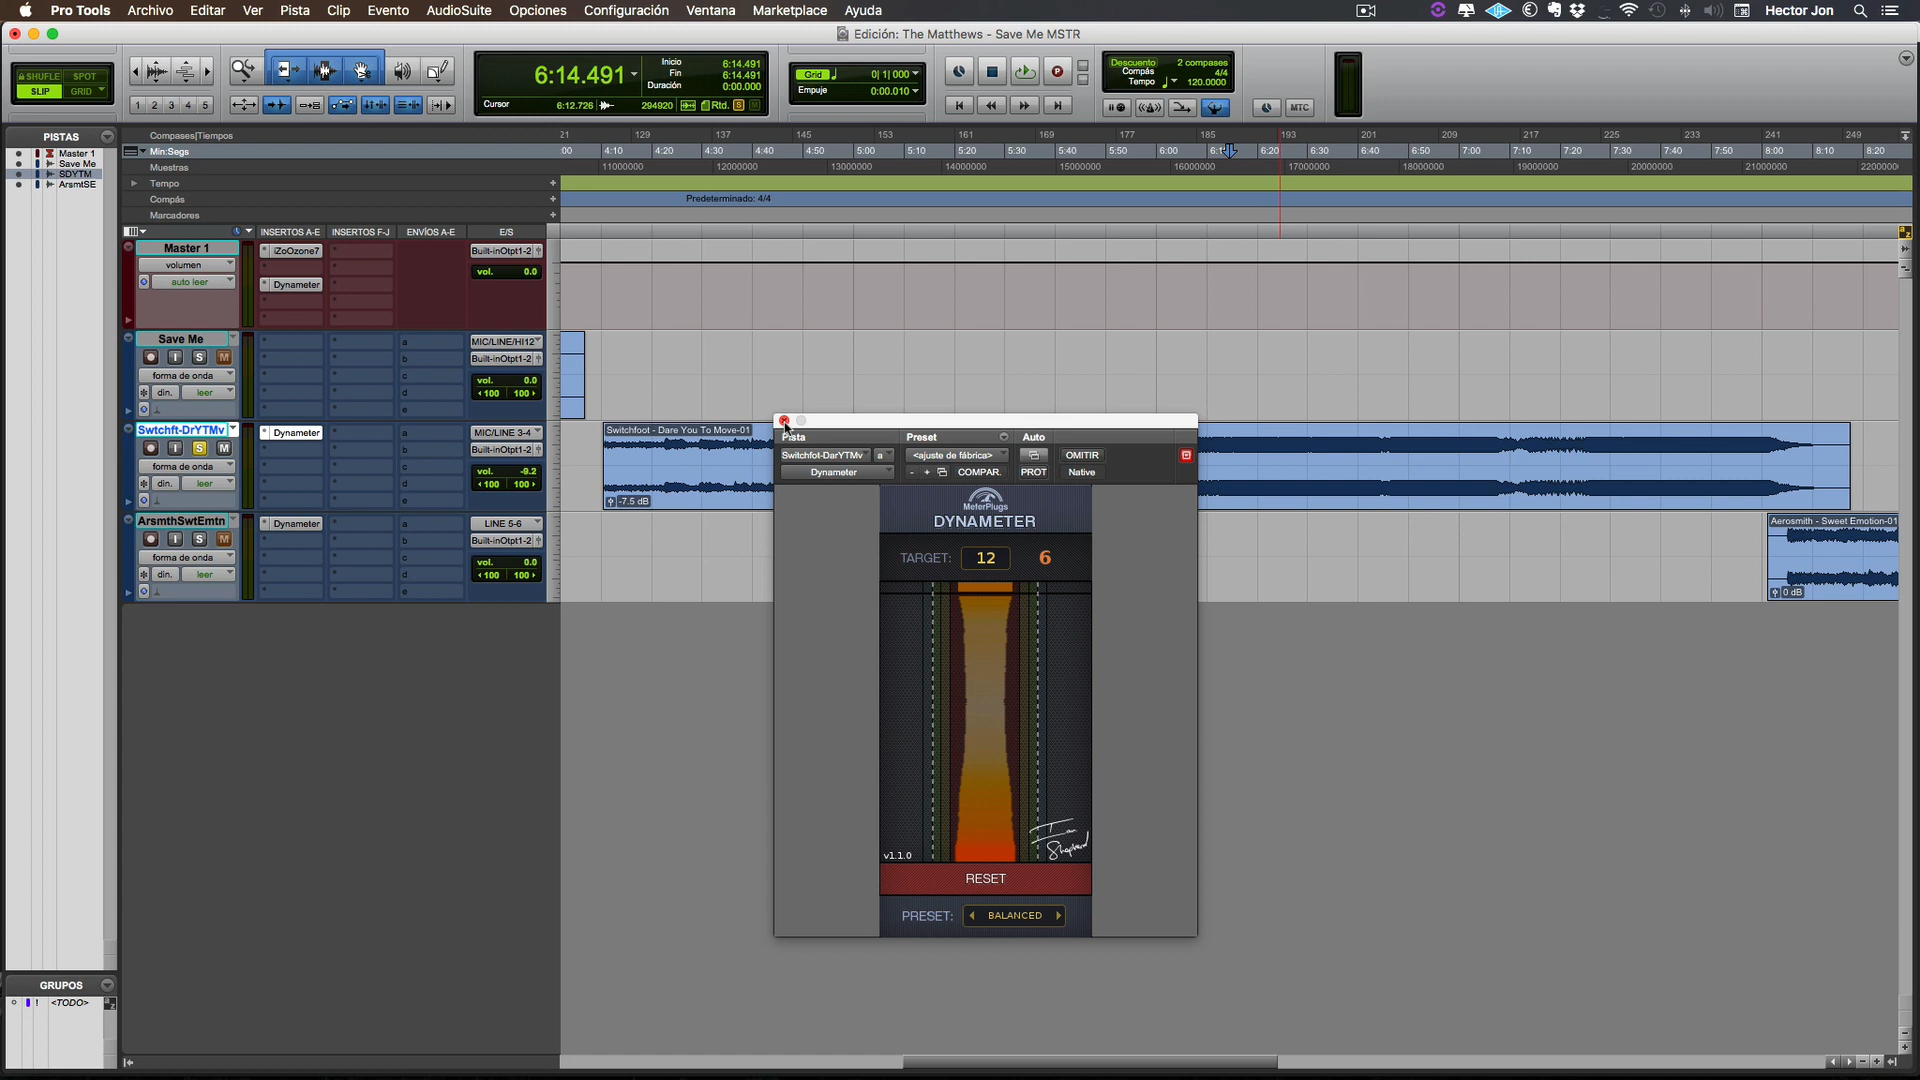 Pro Tools Archivo Editar Ver Pista Clip Evento AudioSuite Opciones Configuración Ventana Marketplace Ayuda Hector Jon
Edición: The Matthews - Save Me MSTR
SHUFLE SPOT
SLIP GRID
1 2 3 4 5
6:14.491
Inicio 6:14.491
Fin 6:14.491
Duración 0:00.000
Cursor 6:12.726 294920 Rtd. S M
Grid 0| 1| 000
Empuje 0:00.010
Descuento 2 compases
Compás 4/4
Tempo 120.0000
MTC
PISTAS
Master 1
Save Me
SDYTM
ArsmtSE
Compases|Tiempos 21 129 137 145 153 161 169 177 185 193 201 209 217 225 233 241 249
Min:Segs 00 4:10 4:20 4:30 4:40 4:50 5:00 5:10 5:20 5:30 5:40 5:50 6:00 6:20 6:30 6:40 6:50 7:00 7:10 7:20 7:30 7:40 7:50 8:00 8:10 8:20
Muestras 11000000 12000000 13000000 14000000 15000000 16000000 17000000 18000000 19000000 20000000 21000000 2200000
Tempo
Compás Predeterminado: 4/4
Marcadores
INSERTOS A-E INSERTOS F-J ENVÍOS A-E E/S
Master 1 iZoOzone7 Built-inOtpt1-2
volumen vol. 0.0
auto leer Dynameter
Save Me a MIC/LINE/HI12
I S M b Built-inOtpt1-2
forma de onda c vol. 0.0
din. leer d 100 100
e
Swtchft-DrYTMv Dynameter a MIC/LINE 3-4
I S M b Built-inOtpt1-2
forma de onda c vol. -9.2
din. leer d 100 100
e
Switchfoot - Dare You To Move-01
-7.5 dB
ArsmthSwtEmtn Dynameter a LINE 5-6
I S M b Built-inOtpt1-2
forma de onda c vol. 0.0
din. leer d 100 100
e
Aerosmith - Sweet Emotion-01
0 dB
Pista Preset Auto
Switchfot-DarYTMv a <ajuste de fábrica> OMITIR
Dynameter - + COMPAR. PROT Native
MeterPlugs
DYNAMETER
TARGET: 12 6
Ian Shepherd
v1.1.0
RESET
PRESET: BALANCED
GRUPOS
! <TODO>